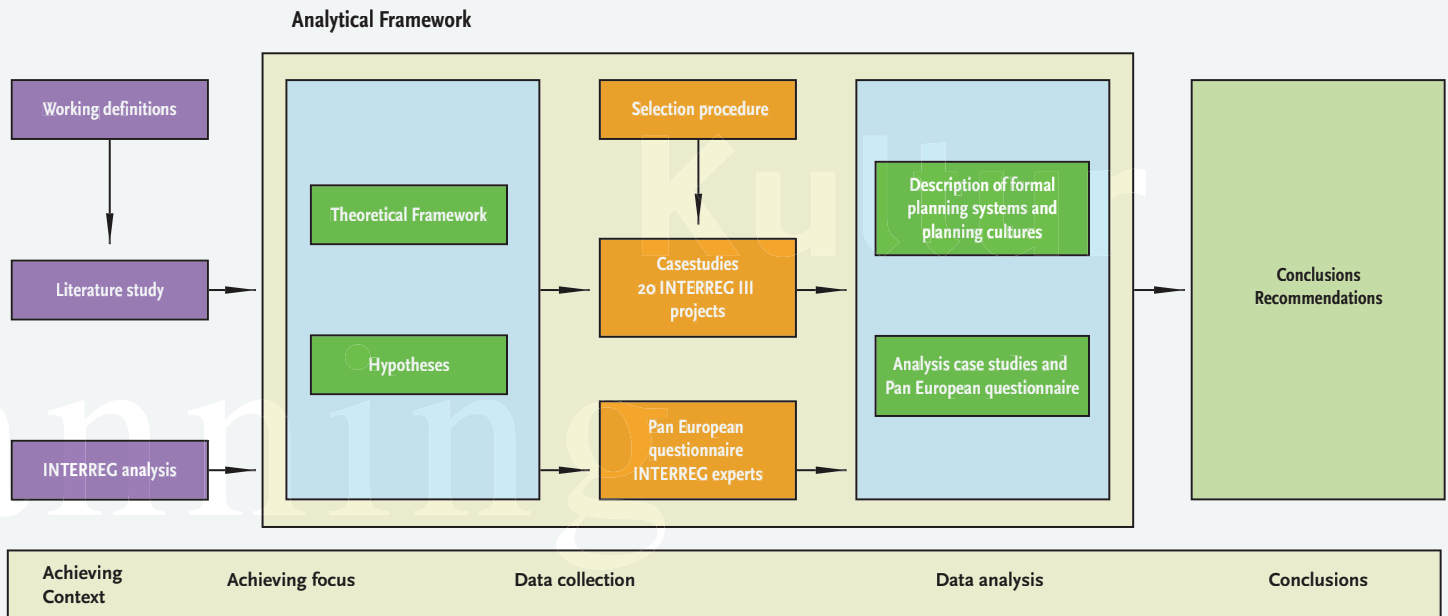 Analytical Framework
Working definitions
Literature study
INTERREG analysis
Theoretical Framework
Hypotheses
Selection procedure
Casestudies
20 INTERREG III
projects
Pan European
questionnaire
INTERREG experts
Description of formal
planning systems and
planning cultures
Analysis case studies and
Pan European questionnaire
Conclusions
Recommendations
Kultur
anning
Achieving
Context
Achieving focus
Data collection
Data analysis
Conclusions